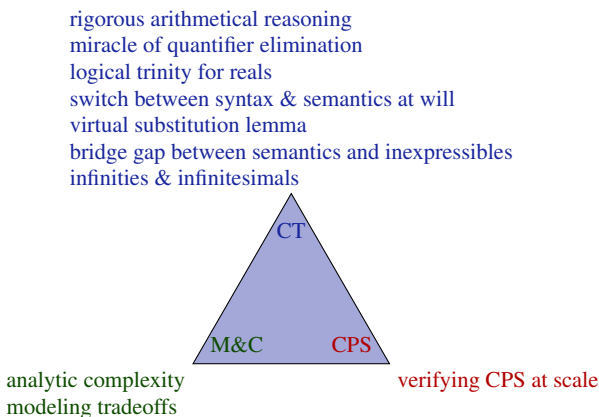 rigorous arithmetical reasoning
miracle of quantifier elimination
logical trinity for reals
switch between syntax & semantics at will
virtual substitution lemma
bridge gap between semantics and inexpressibles
infinities & infinitesimals
CT
M&C
CPS
analytic complexity
modeling tradeoffs
verifying CPS at scale